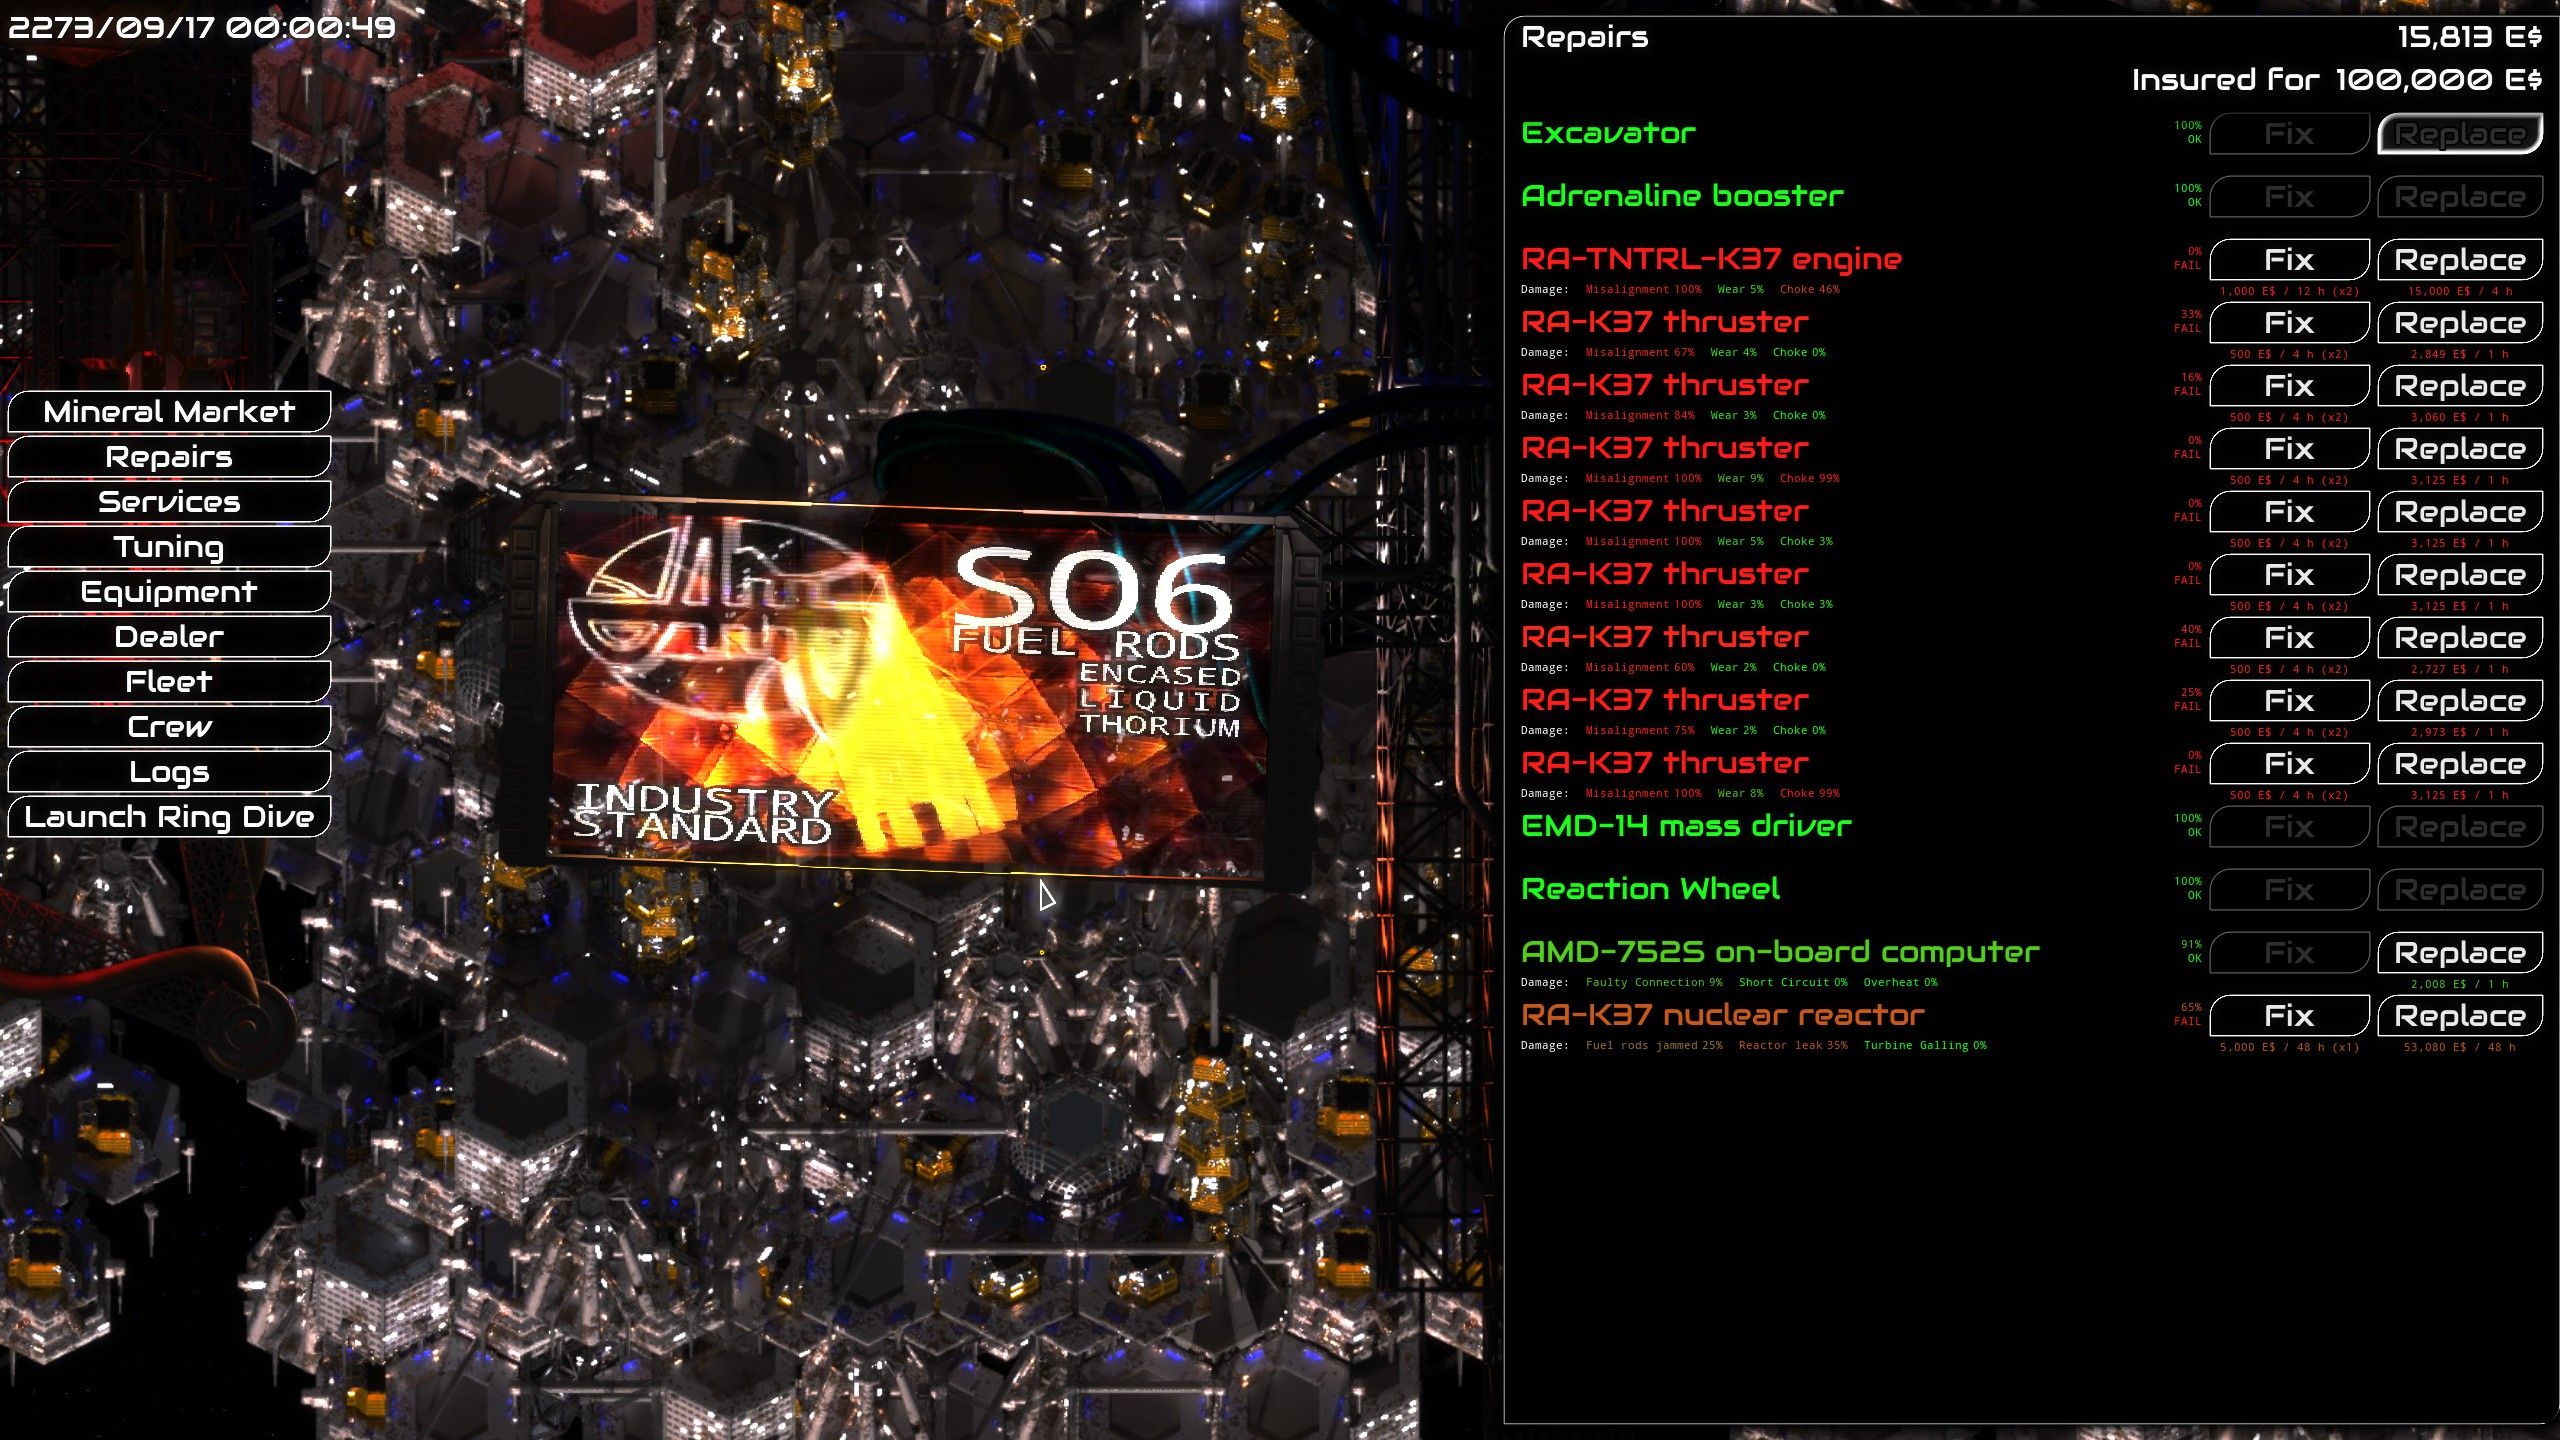 2273/09/17 00:00:49
Mineral Market
Repairs
Services
Tuning
Equipment
Dealer
Fleet
Crew
Logs
Launch Ring Dive
SO6
FUEL RODS
ENCASED
LIQUID
THORIUM
INDUSTRY
STANDARD
Repairs 15,813 E$
Insured for 100,000 E$
Excavator 100% OK Fix Replace
Adrenaline booster 100% OK Fix Replace
RA-TNTRL-K37 engine 0% FAIL Fix Replace
Damage: Misalignment 100% Wear 5% Choke 46% 1,000 E$ / 12 h (x2) 15,000 E$ / 4 h
RA-K37 thruster 33% FAIL Fix Replace
Damage: Misalignment 67% Wear 4% Choke 0% 500 E$ / 4 h (x2) 2,849 E$ / 1 h
RA-K37 thruster 16% FAIL Fix Replace
Damage: Misalignment 84% Wear 3% Choke 0% 500 E$ / 4 h (x2) 3,060 E$ / 1 h
RA-K37 thruster 0% FAIL Fix Replace
Damage: Misalignment 100% Wear 9% Choke 99% 500 E$ / 4 h (x2) 3,125 E$ / 1 h
RA-K37 thruster 0% FAIL Fix Replace
Damage: Misalignment 100% Wear 5% Choke 3% 500 E$ / 4 h (x2) 3,125 E$ / 1 h
RA-K37 thruster 0% FAIL Fix Replace
Damage: Misalignment 100% Wear 3% Choke 3% 500 E$ / 4 h (x2) 3,125 E$ / 1 h
RA-K37 thruster 40% FAIL Fix Replace
Damage: Misalignment 60% Wear 2% Choke 0% 500 E$ / 4 h (x2) 2,727 E$ / 1 h
RA-K37 thruster 25% FAIL Fix Replace
Damage: Misalignment 75% Wear 2% Choke 0% 500 E$ / 4 h (x2) 2,973 E$ / 1 h
RA-K37 thruster 0% FAIL Fix Replace
Damage: Misalignment 100% Wear 8% Choke 99% 500 E$ / 4 h (x2) 3,125 E$ / 1 h
EMD-14 mass driver 100% OK Fix Replace
Reaction Wheel 100% OK Fix Replace
AMD-752S on-board computer 91% OK Fix Replace
Damage: Faulty Connection 9% Short Circuit 0% Overheat 0% 2,008 E$ / 1 h
RA-K37 nuclear reactor 65% FAIL Fix Replace
Damage: Fuel rods jammed 25% Reactor leak 35% Turbine Galling 0% 5,000 E$ / 48 h (x1) 53,080 E$ / 48 h